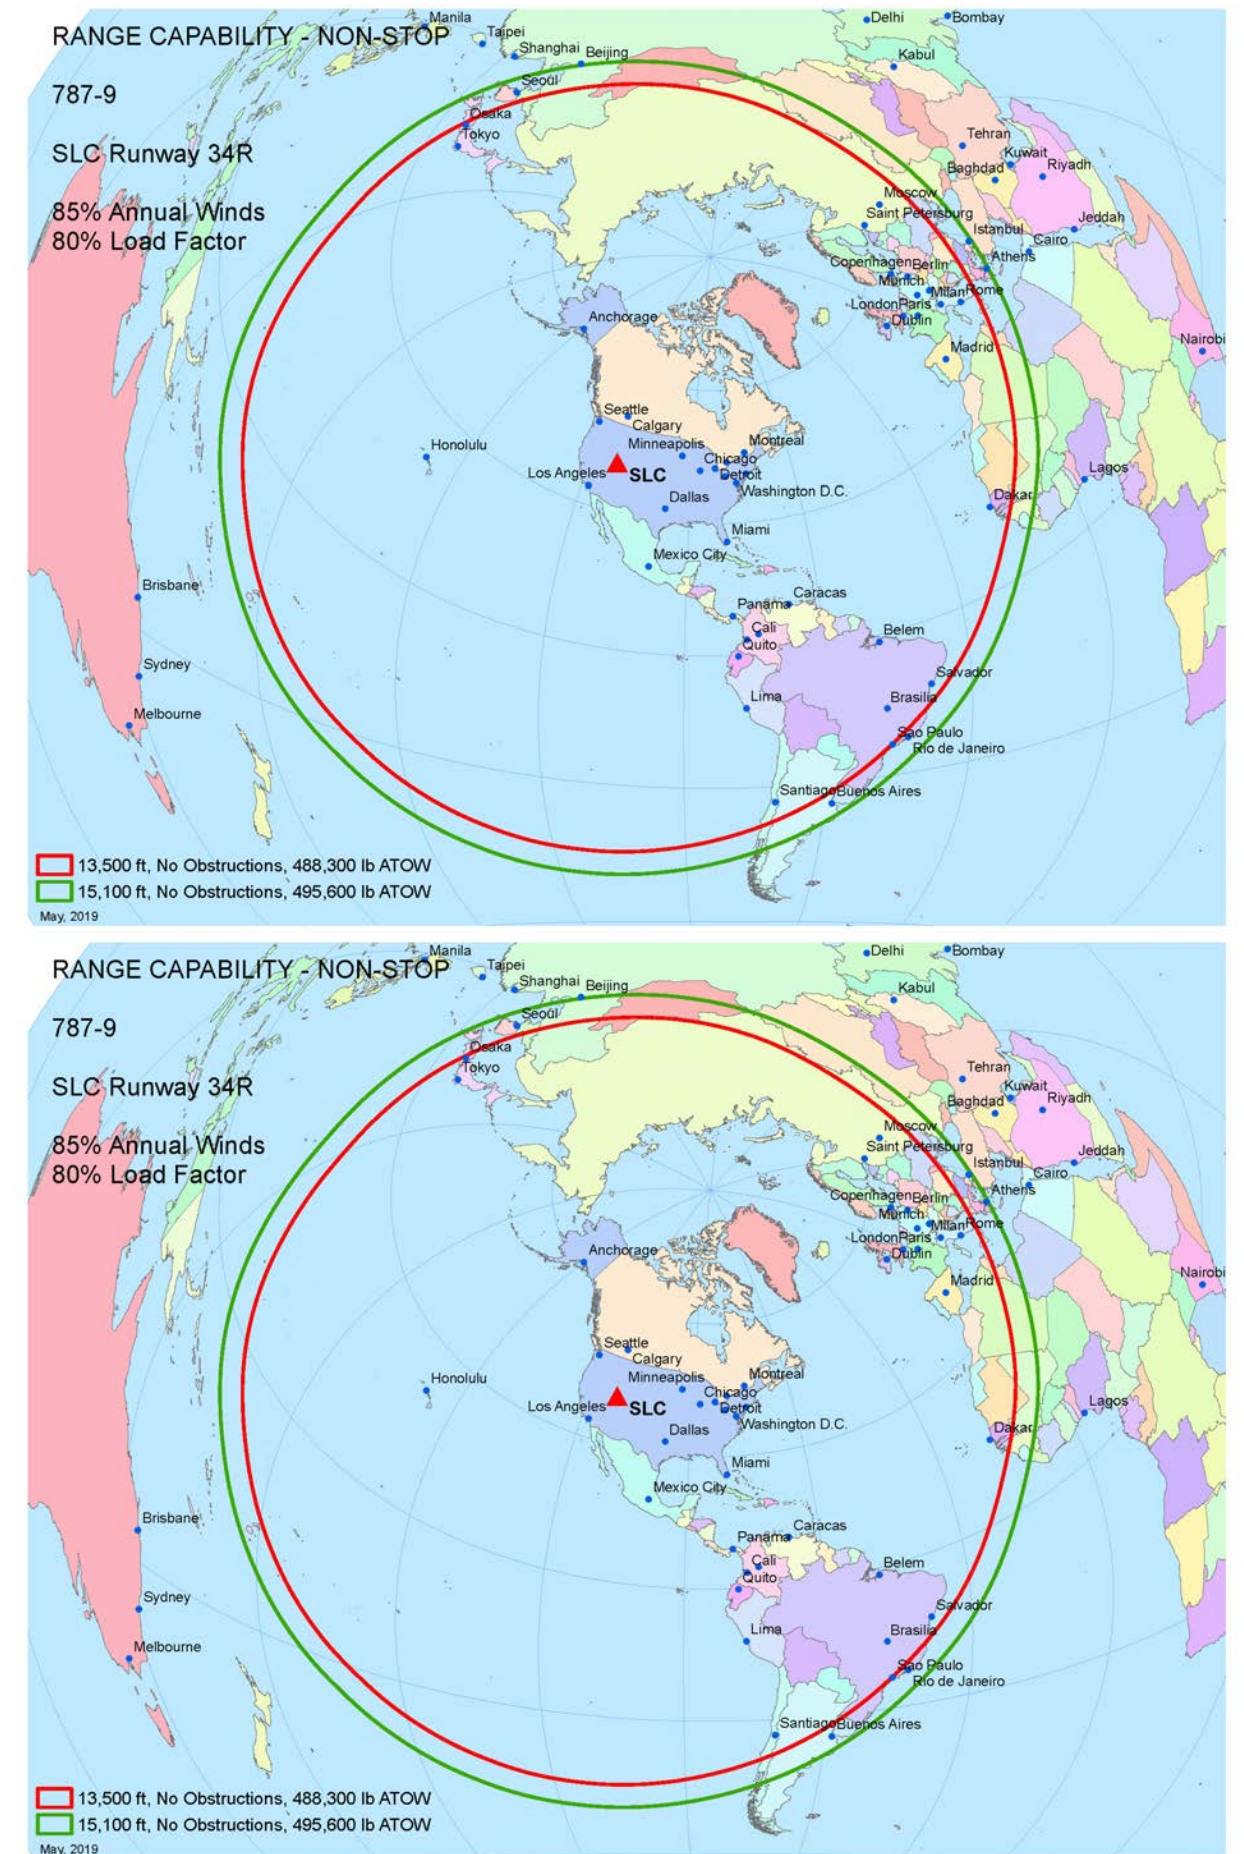 Manila
Delhi
Bombay
RANGE CAPABILITY - NON-STOP
Taipei
Shanghai
Beijing
Kabul
787-9
Seoul
Osaka
Tokyo
Tehran
SLC Runway 34R
Kuwait
Baghdad
Riyadh
Moscow
85% Annual Winds
Saint Petersburg
Jeddah
80% Load Factor
Istanbul
Cairo
Athens
Copenhagen
Berlin
Munich
Milan
Rome
London
Paris
Dublin
Anchorage
Nairobi
Madrid
Seattle
Calgary
Honolulu
Minneapolis
Montreal
Chicago
Los Angeles
SLC
Detroit
Lagos
Washington D.C.
Dallas
Dakar
Miami
Mexico City
Brisbane
Caracas
Panama
Cali
Belem
Quito
Sydney
Salvador
Lima
Brasilia
Melbourne
Sao Paulo
Rio de Janeiro
Santiago
Buenos Aires
13,500 ft, No Obstructions, 488,300 lb ATOW
15,100 ft, No Obstructions, 495,600 lb ATOW
May, 2019
Manila
Delhi
Bombay
RANGE CAPABILITY - NON-STOP
Taipei
Shanghai
Beijing
Kabul
787-9
Seoul
Osaka
Tokyo
Tehran
SLC Runway 34R
Kuwait
Baghdad
Riyadh
Moscow
85% Annual Winds
Saint Petersburg
Jeddah
80% Load Factor
Istanbul
Cairo
Athens
Copenhagen
Berlin
Munich
Milan
Rome
London
Paris
Dublin
Anchorage
Nairobi
Madrid
Seattle
Calgary
Honolulu
Minneapolis
Montreal
Chicago
Los Angeles
SLC
Detroit
Lagos
Washington D.C.
Dallas
Dakar
Miami
Mexico City
Brisbane
Caracas
Panama
Cali
Belem
Quito
Sydney
Salvador
Lima
Brasilia
Melbourne
Sao Paulo
Rio de Janeiro
Santiago
Buenos Aires
13,500 ft, No Obstructions, 488,300 lb ATOW
15,100 ft, No Obstructions, 495,600 lb ATOW
May, 2019